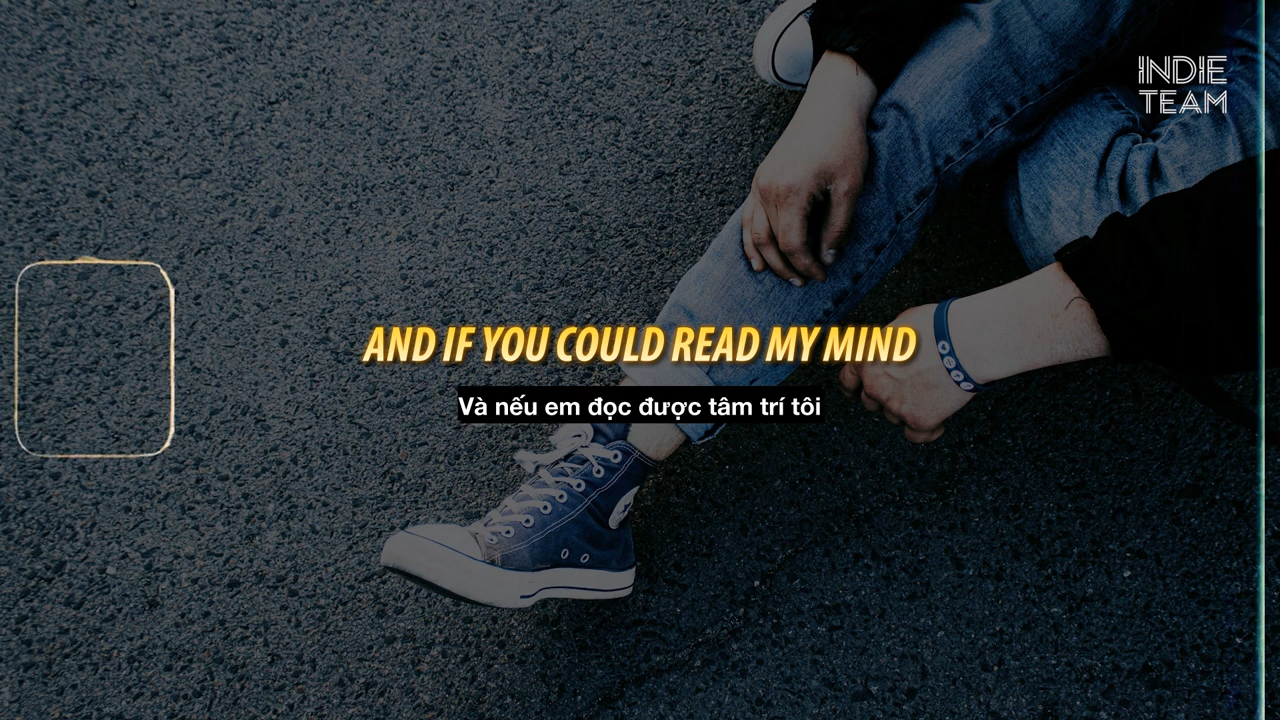 INDIE
TEAM
AND IF YOU COULD READ MY MIND
Và nếu em đọc được tâm trí tôi